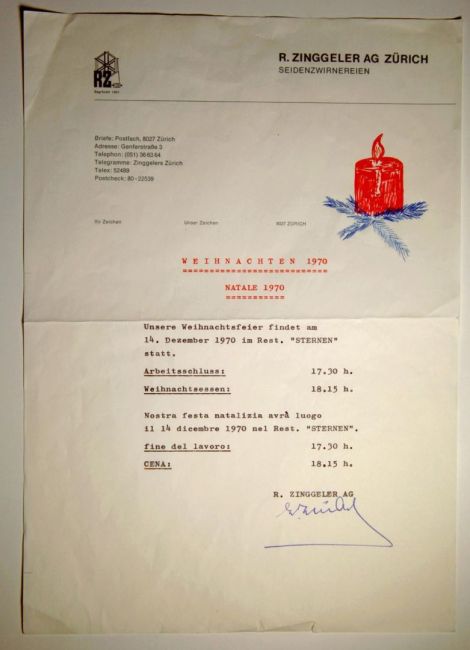 RZ
R. ZINGGELER AG ZÜRICH
SEIDENZWIRNEREIEN
Briefe: Postfach, 8027 Zürich
Adresse: Genferstraße 3
Telephon: (051) 36 63 64
Telegramme: Zinggelers Zürich
Telex: 52489
Postcheck: 80-22539
Ihr Zeichen Unser Zeichen 8027 ZÜRICH
WEIHNACHTEN 1970
NATALE 1970
Unsere Weihnachtsfeier findet am
14. Dezember 1970 im Rest. "STERNEN"
statt.
Arbeitsschluss: 17.30 h.
Weihnachtsessen: 18.15 h.
Nostra festa natalizia avrà luogo
il 14 dicembre 1970 nel Rest. "STERNEN".
fine del lavoro: 17.30 h.
CENA: 18.15 h.
R. ZINGGELER AG